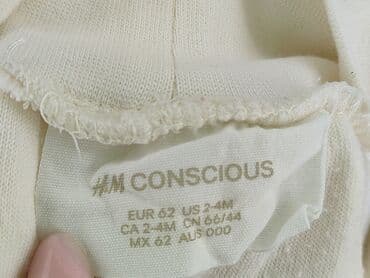 H&M CONSCIOUS
EUR 62 US 2-4M
CA 2-4M CN 66/44
MX 62 AUS 000